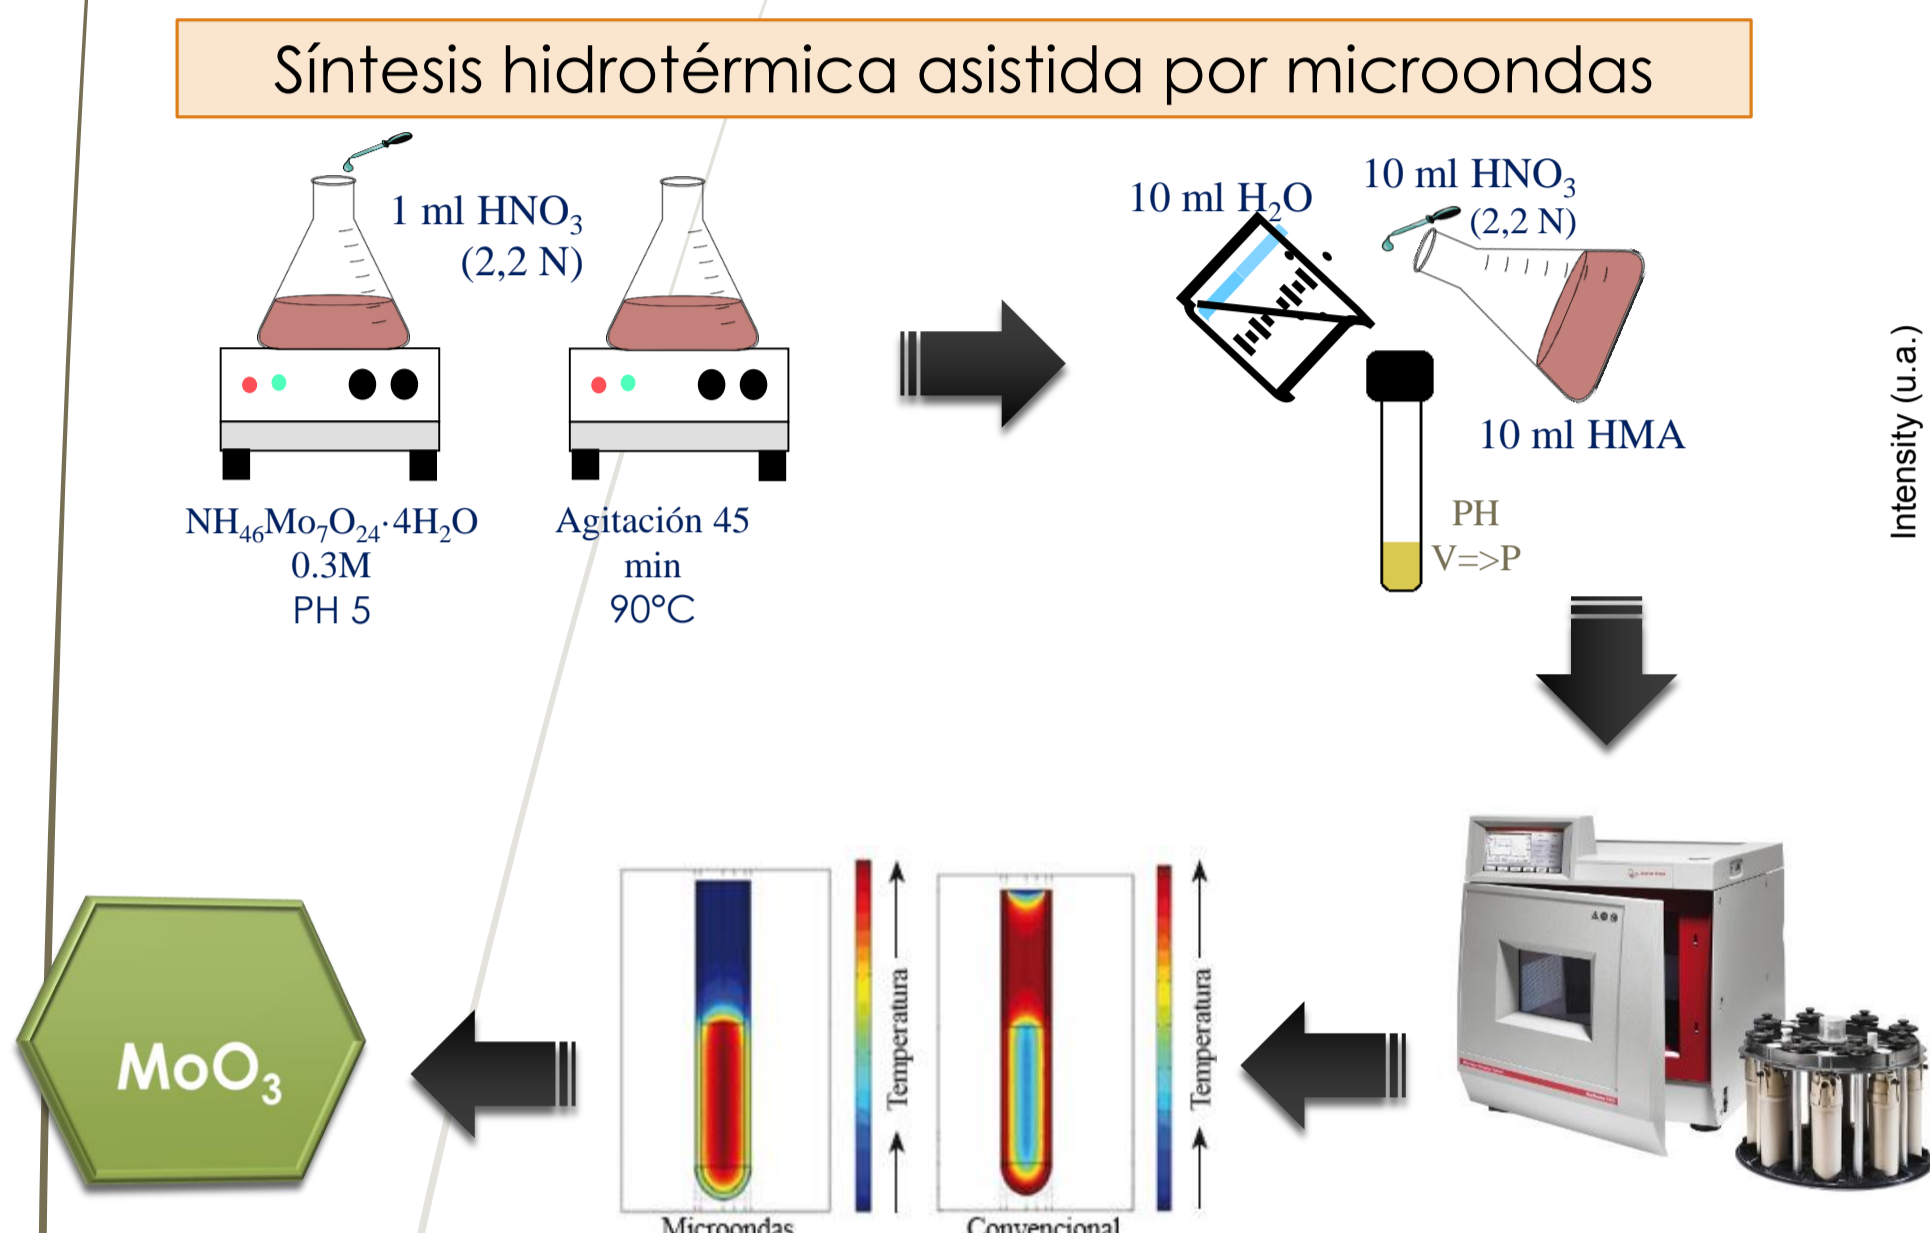 Síntesis hidrotérmica asistida por microondas
1 ml HNO₃
(2,2 N)
NH₄₆Mo₇O₂₄·4H₂O
0.3M
PH 5
Agitación 45
min
90°C
10 ml H₂O
10 ml HNO₃
(2,2 N)
10 ml HMA
PH
V=>P
Intensity (u.a.)
MoO₃
Temperatura
Microondas
Temperatura
Convencional